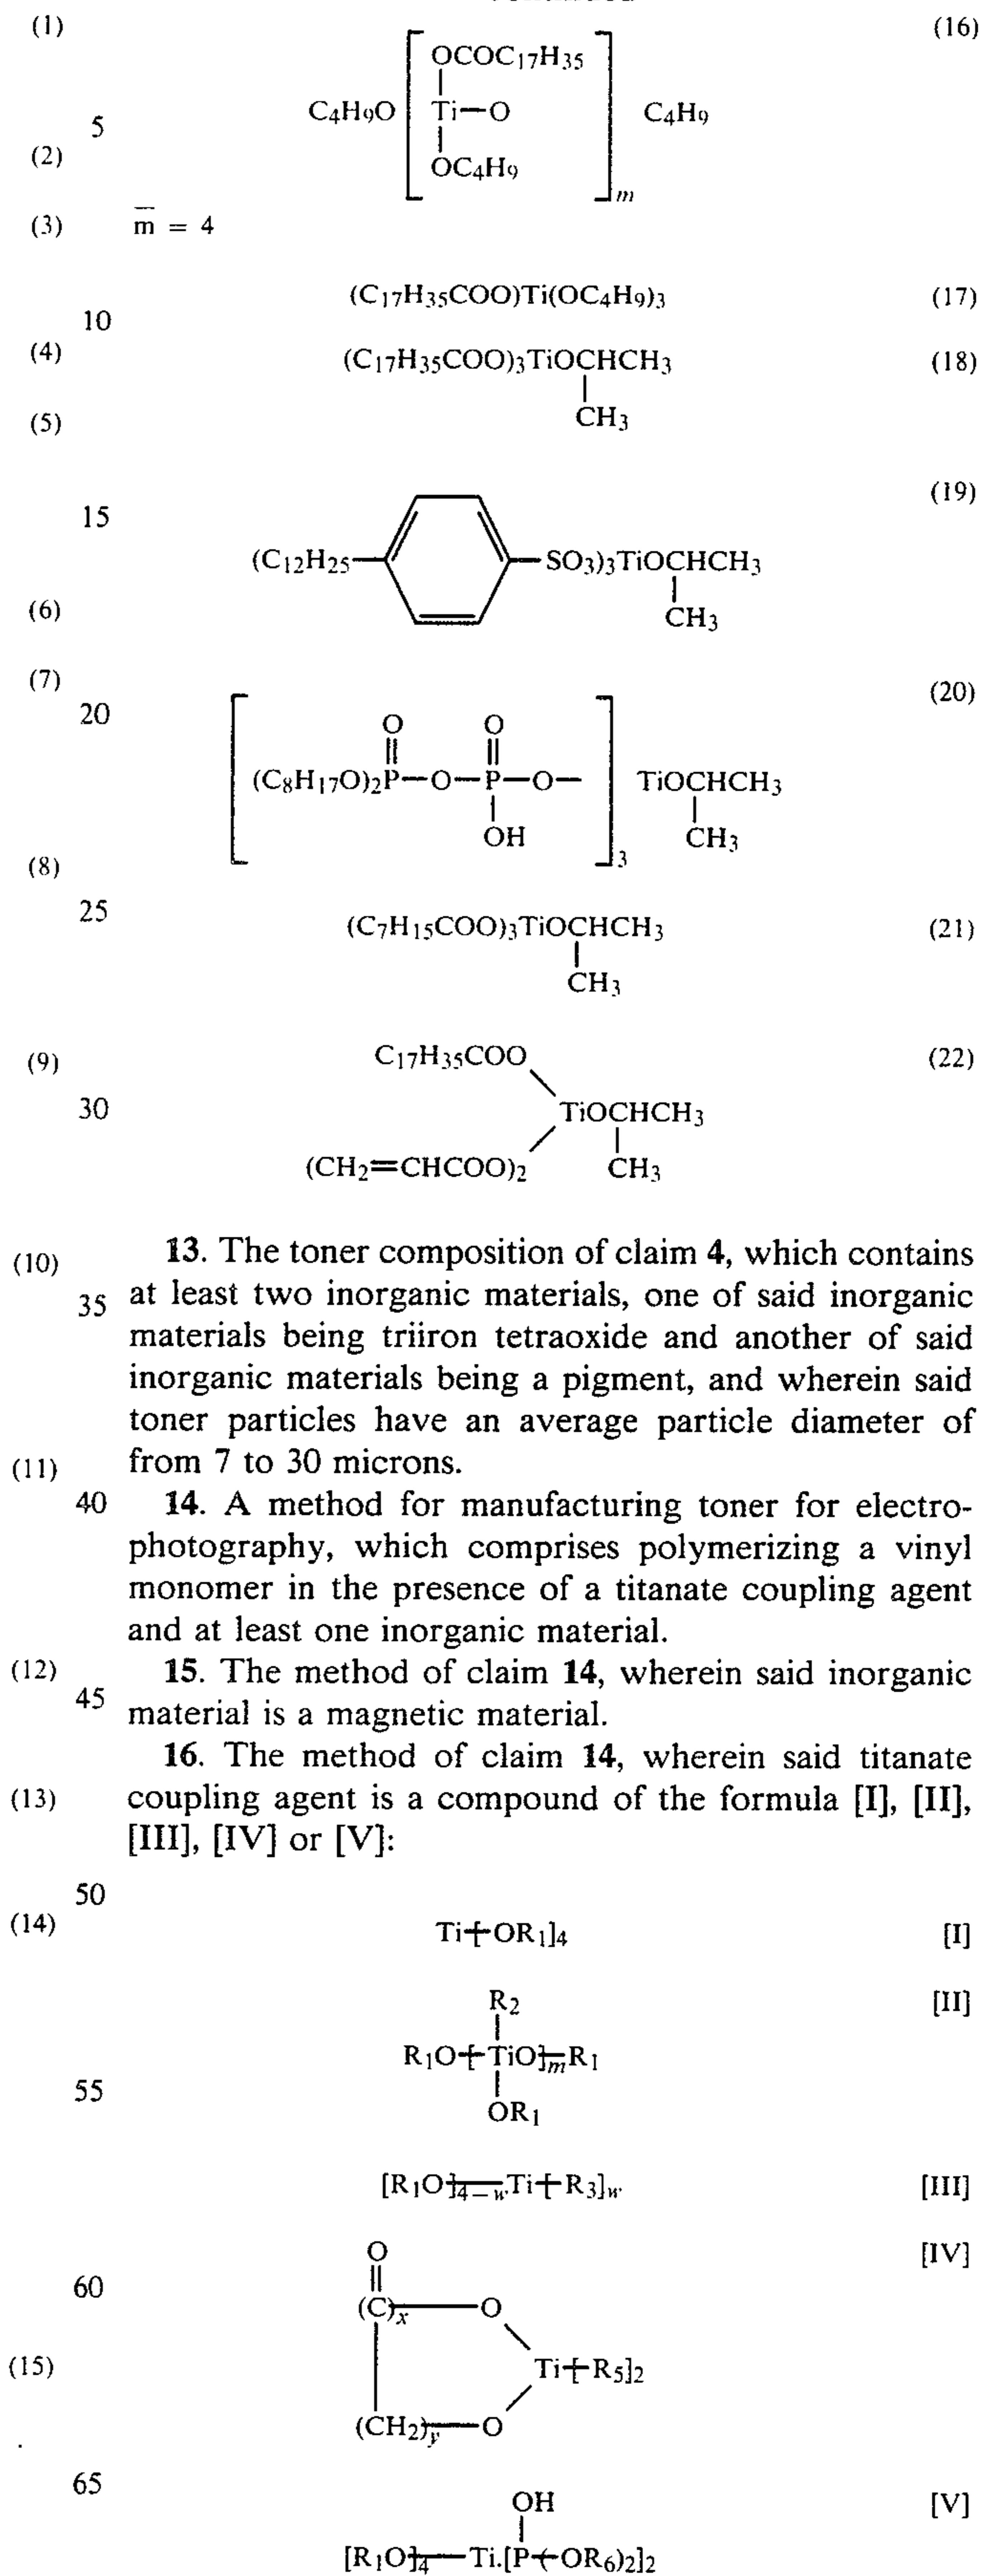 (1) (16)
OCOC17H35
C4H9O [ Ti—O ] C4H9
5
(2) OC4H9
m
(3) m̄ = 4
(C17H35COO)Ti(OC4H9)3 (17)
10
(4) (C17H35COO)3TiOCHCH3 (18)
(5) CH3
(19)
15
(C12H25— —SO3)3TiOCHCH3
(6) CH3
(7) (20)
20 O O
(C8H17O)2P—O—P—O— TiOCHCH3
OH CH3
3
(8)
25
(C7H15COO)3TiOCHCH3 (21)
CH3
(9) C17H35COO (22)
30 TiOCHCH3
(CH2=CHCOO)2 CH3
(10) 13. The toner composition of claim 4, which contains
35 at least two inorganic materials, one of said inorganic
materials being triiron tetraoxide and another of said
inorganic materials being a pigment, and wherein said
toner particles have an average particle diameter of
(11) from 7 to 30 microns.
40 14. A method for manufacturing toner for electro-
photography, which comprises polymerizing a vinyl
monomer in the presence of a titanate coupling agent
and at least one inorganic material.
(12) 15. The method of claim 14, wherein said inorganic
45 material is a magnetic material.
16. The method of claim 14, wherein said titanate
(13) coupling agent is a compound of the formula [I], [II],
[III], [IV] or [V]:
50
(14) Ti—[OR1]4 [I]
R2 [II]
R1O—[TiO]m—R1
55 OR1
[R1O]4−w—Ti—[R3]w [III]
O [IV]
60
(C)x—O
(15) Ti—[R5]2
(CH2)y—O
65
OH [V]
[R1O]4—Ti.[P—(OR6)2]2